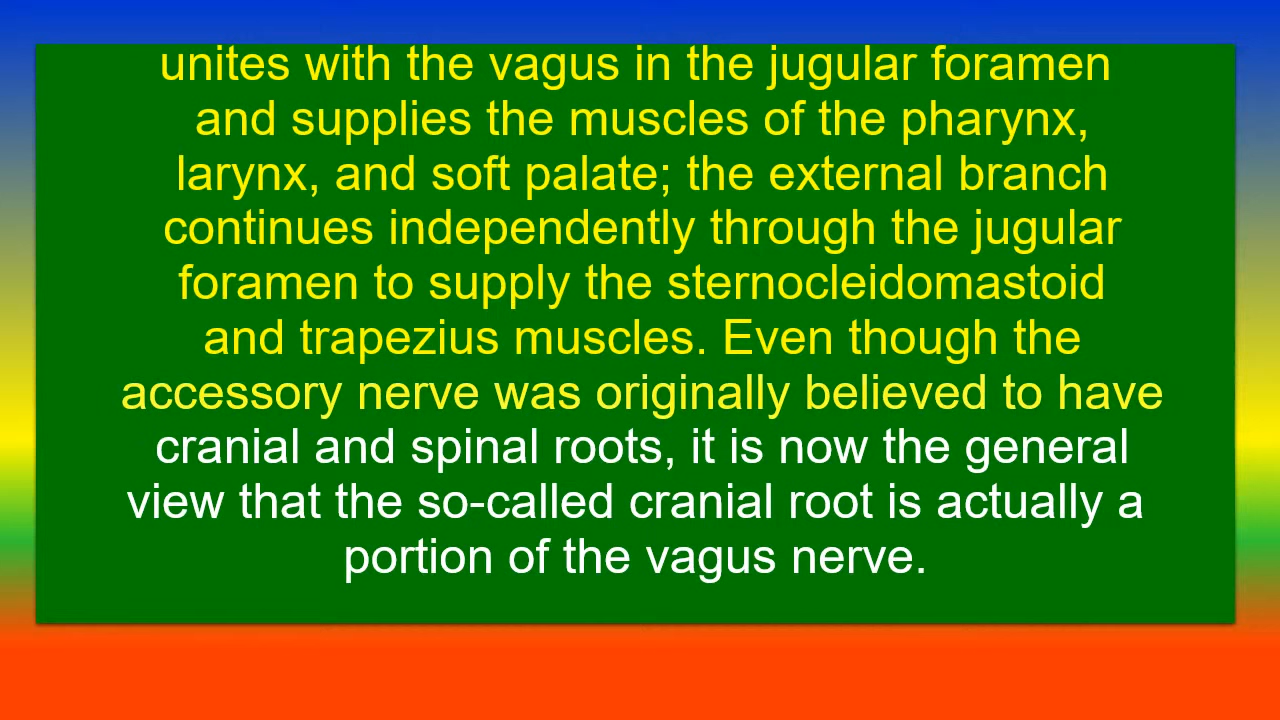 unites with the vagus in the jugular foramen
and supplies the muscles of the pharynx,
larynx, and soft palate; the external branch
continues independently through the jugular
foramen to supply the sternocleidomastoid
and trapezius muscles. Even though the
accessory nerve was originally believed to have
cranial and spinal roots, it is now the general
view that the so-called cranial root is actually a
portion of the vagus nerve.